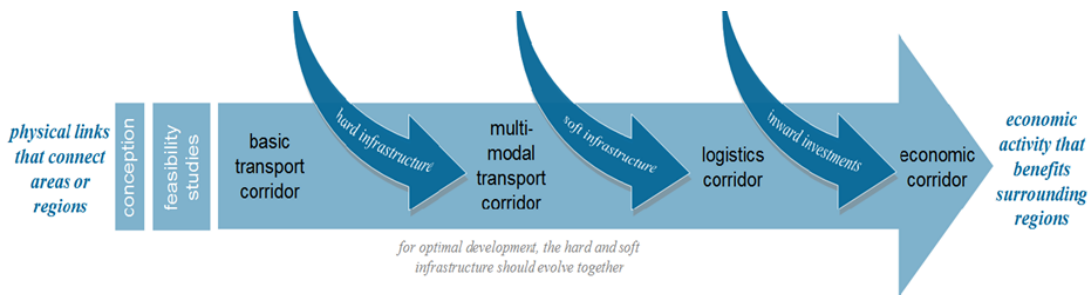 physical links
that connect
areas or
regions
conception
feasibility
studies
basic
transport
corridor
hard infrastructure
multi-
modal
transport
corridor
soft infrastructure
logistics
corridor
inward investments
economic
corridor
economic
activity that
benefits
surrounding
regions
for optimal development, the hard and soft
infrastructure should evolve together